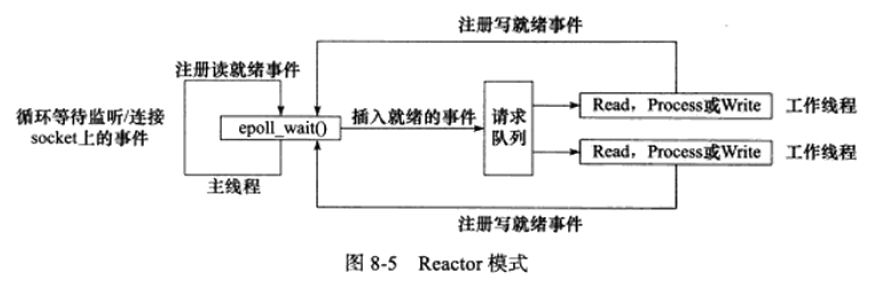 注册写就绪事件
注册读就绪事件
循环等待监听/连接
socket上的事件
epoll_wait()
插入就绪的事件
请求
队列
Read，Process或Write
工作线程
Read，Process或Write
工作线程
主线程
注册写就绪事件
图 8-5 Reactor 模式